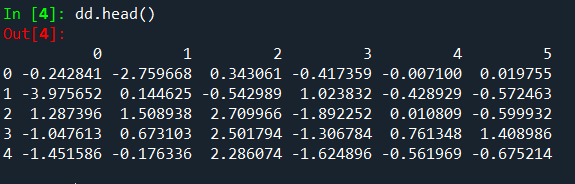 In [4]: dd.head()
Out[4]:
          0         1         2         3         4         5
0 -0.242841 -2.759668  0.343061 -0.417359 -0.007100  0.019755
1 -3.975652  0.144625 -0.542989  1.023832 -0.428929 -0.572463
2  1.287396  1.508938  2.709966 -1.892252  0.010809 -0.599932
3 -1.047613  0.673103  2.501794 -1.306784  0.761348  1.408986
4 -1.451586 -0.176336  2.286074 -1.624896 -0.561969 -0.675214